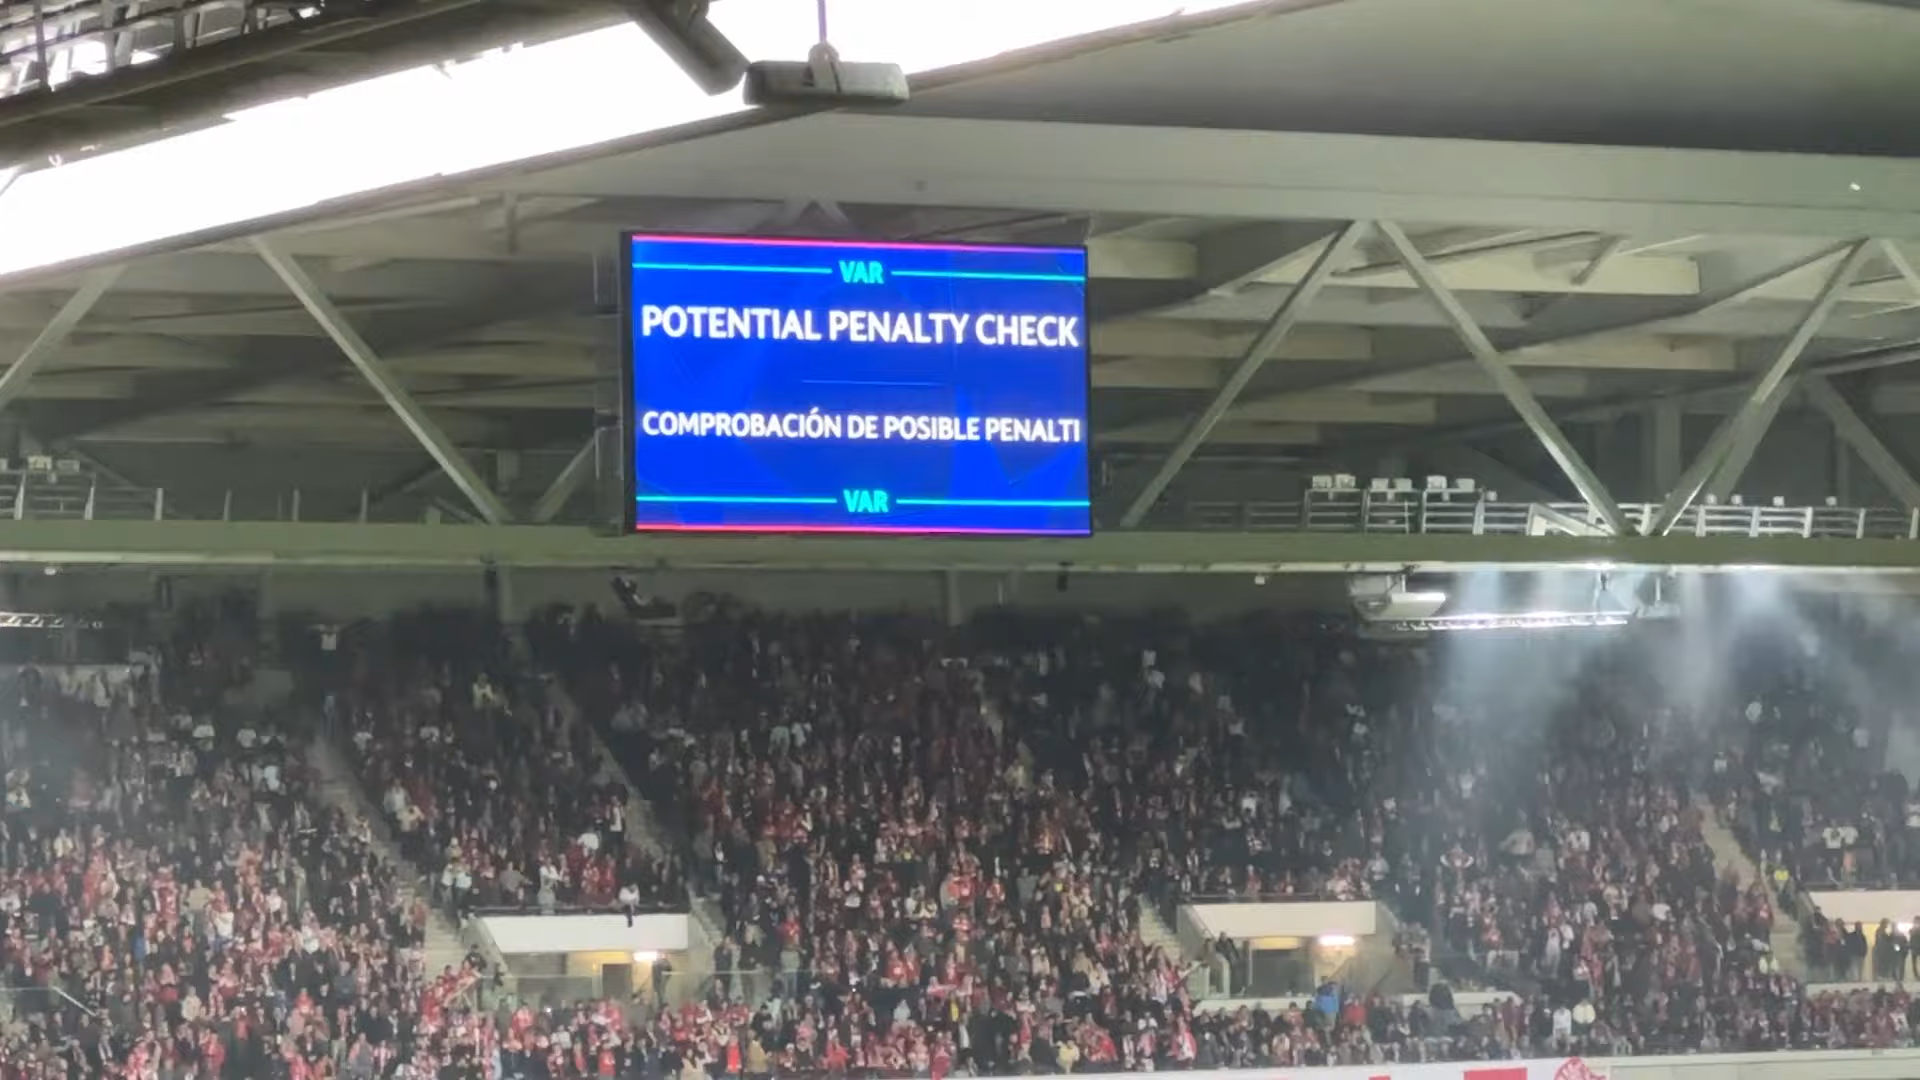 VAR
POTENTIAL PENALTY CHECK
COMPROBACIÓN DE POSIBLE PENALTI
VAR